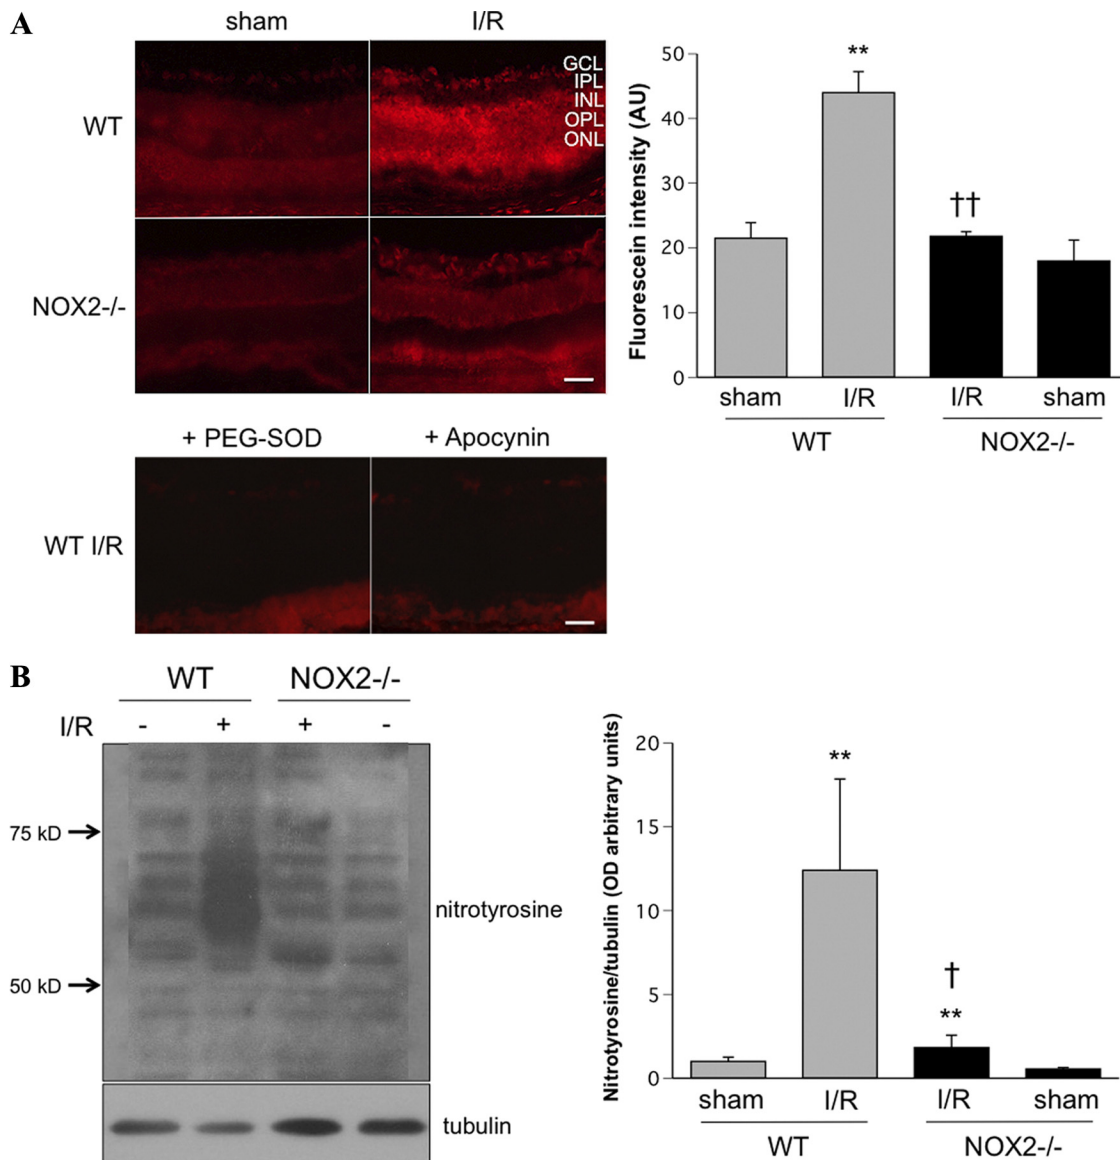 A
sham I/R
WT
GCL
IPL
INL
OPL
ONL
NOX2-/-
+ PEG-SOD + Apocynin
WT I/R
Fluorescein intensity (AU)
50
40
30
20
10
0
**
††
sham I/R I/R sham
WT NOX2-/-
B
WT NOX2-/-
I/R - + + -
75 kD
nitrotyrosine
50 kD
tubulin
Nitrotyrosine/tubulin (OD arbitrary units)
20
15
10
5
0
**
†
**
sham I/R I/R sham
WT NOX2-/-